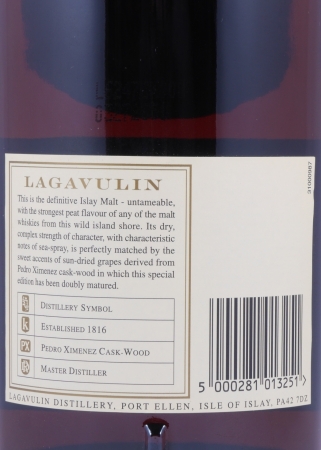 LAGAVULIN
This is the definitive Islay Malt - untameable,
with the strongest peat flavour of any of the malt
whiskies from this wild island shore. Its dry,
complex strength of character, with characteristic
notes of sea-spray, is perfectly matched by the
sweet accents of sun-dried grapes derived from
Pedro Ximenez cask-wood in which this special
edition has been doubly matured.
DISTILLERY SYMBOL
k ESTABLISHED 1816
PX PEDRO XIMENEZ CASK-WOOD
MASTER DISTILLER
5 000281 013251 >
LAGAVULIN DISTILLERY, PORT ELLEN, ISLE OF ISLAY, PA42 7DZ